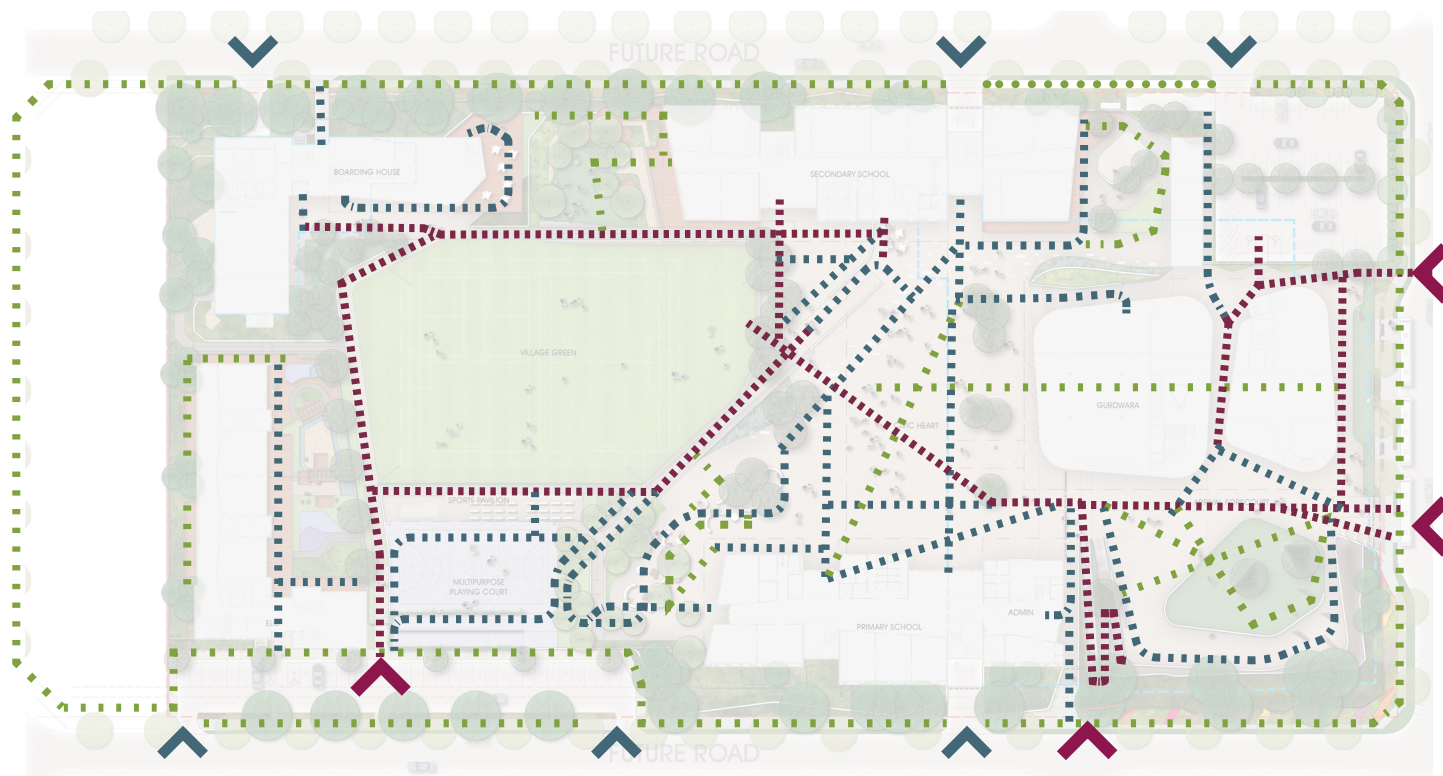 FUTURE ROAD
BOARDING HOUSE
SECONDARY SCHOOL
VILLAGE GREEN
GURDWARA
HEART
SPORTS PAVILION
MULTIPURPOSE
PLAYING COURT
ADMIN
PRIMARY SCHOOL
FUTURE ROAD